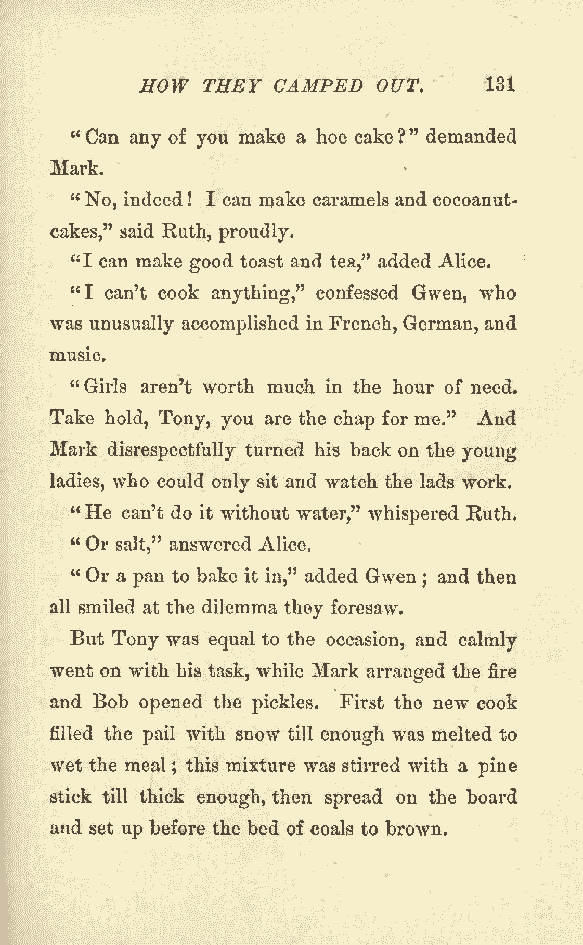 HOW THEY CAMPED OUT. 131
"Can any of you make a hoe cake?" demanded
Mark.
"No, indeed! I can make caramels and cocoanut-
cakes," said Ruth, proudly.
"I can make good toast and tea," added Alice.
"I can't cook anything," confessed Gwen, who
was unusually accomplished in French, German, and
music.
"Girls aren't worth much in the hour of need.
Take hold, Tony, you are the chap for me." And
Mark disrespectfully turned his back on the young
ladies, who could only sit and watch the lads work.
"He can't do it without water," whispered Ruth.
"Or salt," answered Alice.
"Or a pan to bake it in," added Gwen; and then
all smiled at the dilemma they foresaw.
But Tony was equal to the occasion, and calmly
went on with his task, while Mark arranged the fire
and Bob opened the pickles. First the new cook
filled the pail with snow till enough was melted to
wet the meal; this mixture was stirred with a pine
stick till thick enough, then spread on the board
and set up before the bed of coals to brown.